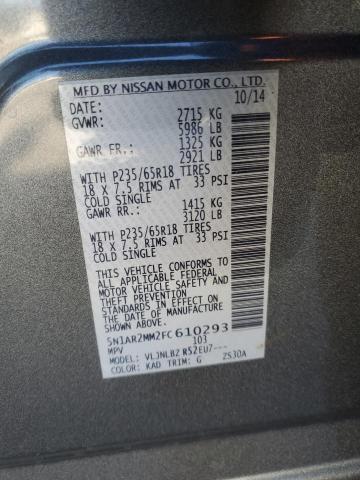 MFD BY NISSAN MOTOR CO., LTD.
DATE: 10/14
GVWR: 2715 KG
5986 LB
GAWR FR.: 1325 KG
2921 LB
WITH P235/65R18 TIRES
18 X 7.5 RIMS AT 33 PSI
COLD SINGLE
GAWR RR.: 1415 KG
3120 LB
WITH P235/65R18 TIRES
18 X 7.5 RIMS AT 33 PSI
COLD SINGLE
THIS VEHICLE CONFORMS TO
ALL APPLICABLE FEDERAL
MOTOR VEHICLE SAFETY, BUMPER,
AND THEFT PREVENTION
STANDARDS IN EFFECT ON THE
DATE OF MANUFACTURE
SHOWN ABOVE.
5N1AR2MM2FC610293
MPV 103
MODEL: VLJNLB2 R52EU7---
COLOR: KAD TRIM: G 2S30A